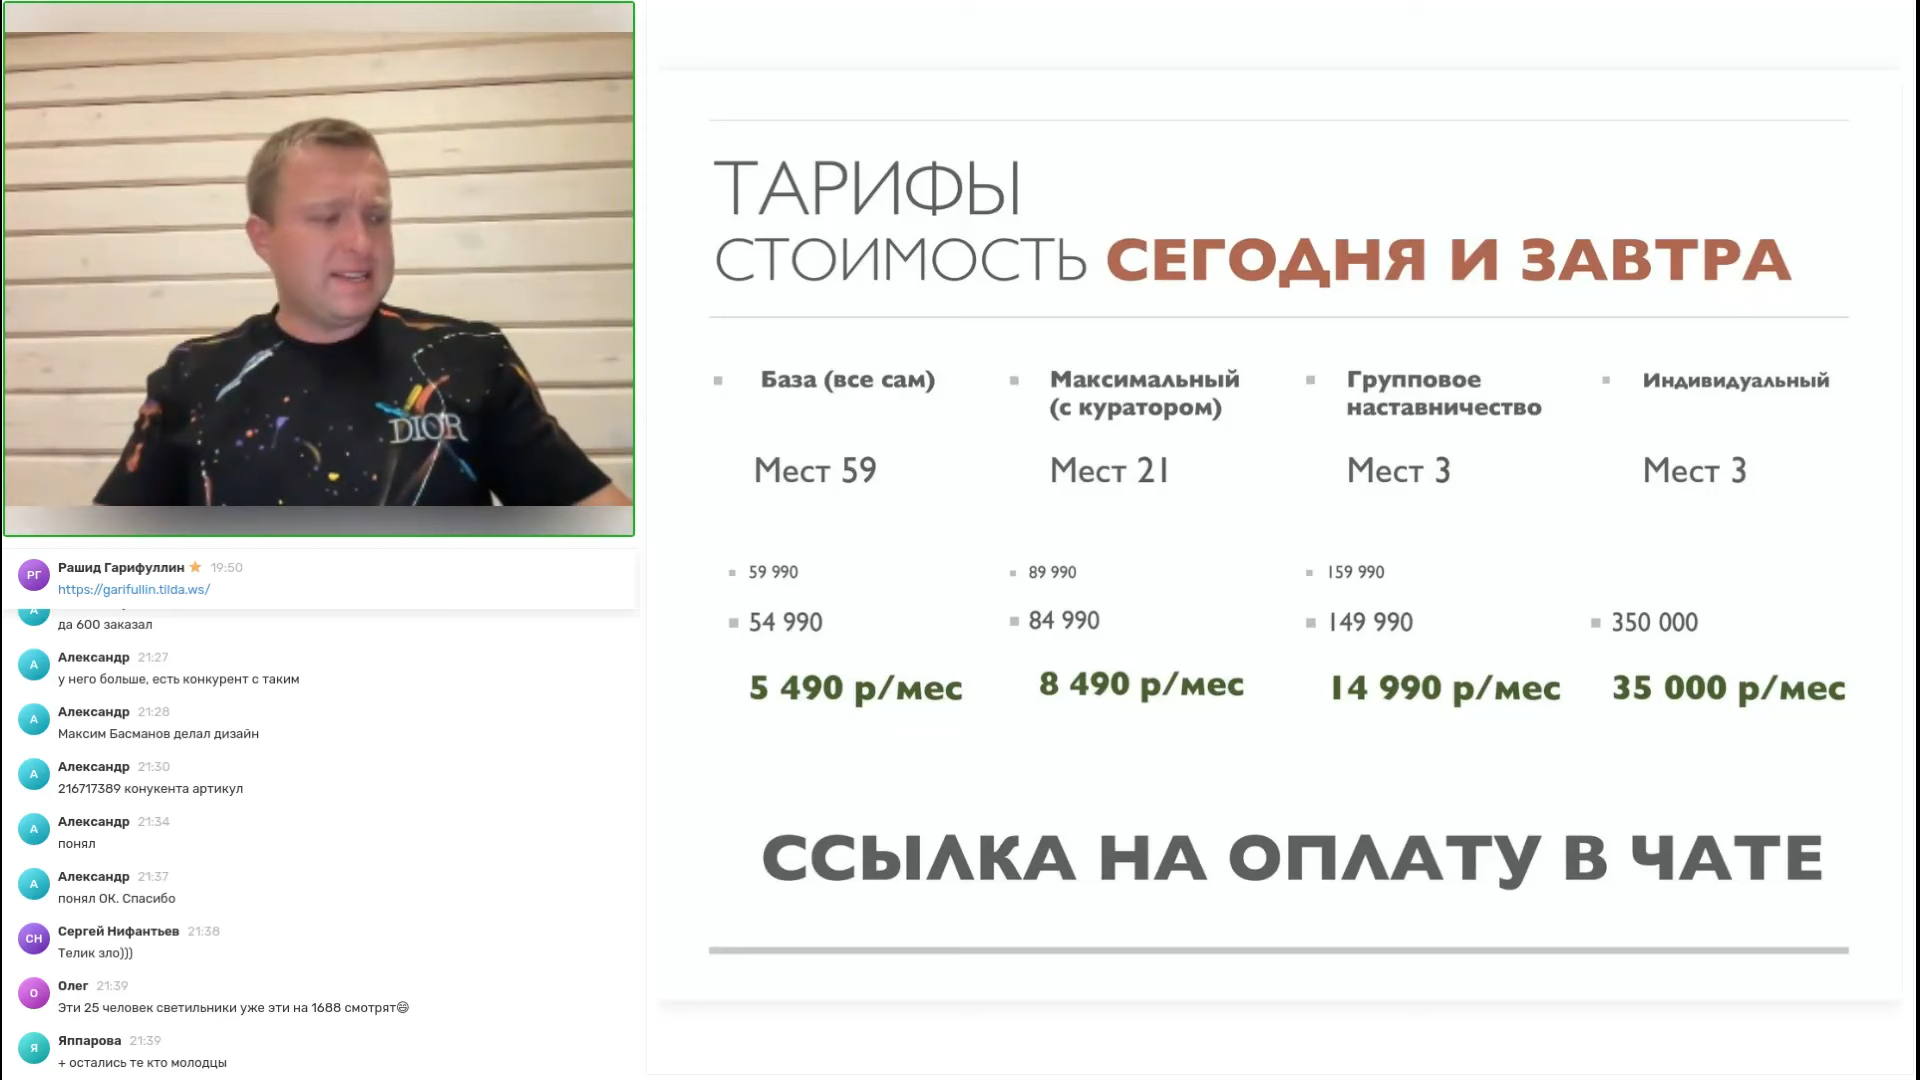 DIOR
РГ
Рашид Гарифуллин 19:50
https://garifullin.tilda.ws/
А
да 600 заказал
А
Александр 21:27
у него больше, есть конкурент с таким
А
Александр 21:28
Максим Басманов делал дизайн
А
Александр 21:30
216717389 конукента артикул
А
Александр 21:34
понял
А
Александр 21:37
понял ОК. Спасибо
СН
Сергей Нифантьев 21:38
Телик зло)))
О
Олег 21:39
Эти 25 человек светильники уже эти на 1688 смотрят😄
Я
Яппарова 21:39
+ остались те кто молодцы
ТАРИФЫ
СТОИМОСТЬ СЕГОДНЯ И ЗАВТРА
База (все сам)
Мест 59
59 990
54 990
5 490 р/мес
Максимальный
(с куратором)
Мест 21
89 990
84 990
8 490 р/мес
Групповое
наставничество
Мест 3
159 990
149 990
14 990 р/мес
Индивидуальный
Мест 3
350 000
35 000 р/мес
ССЫЛКА НА ОПЛАТУ В ЧАТЕ